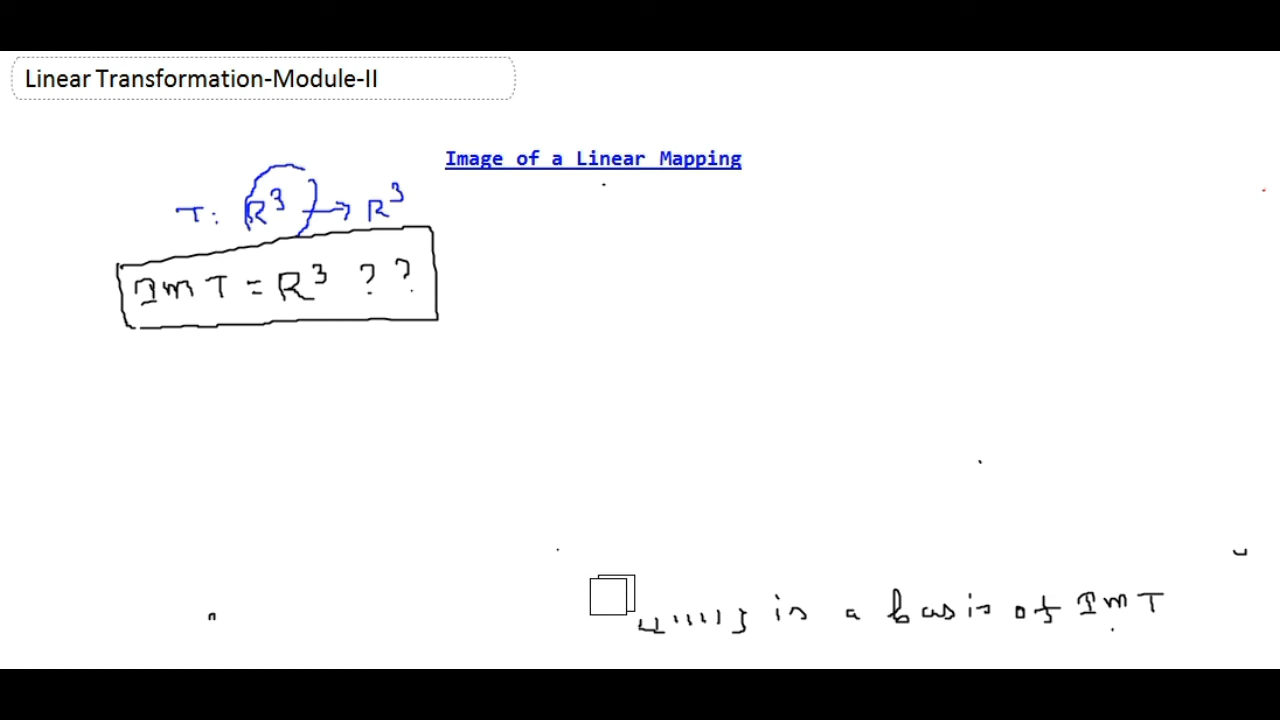 Linear Transformation-Module-II
Image of a Linear Mapping
T: R³ → R³
Im T = R³ ? ?
} is a basis of Im T